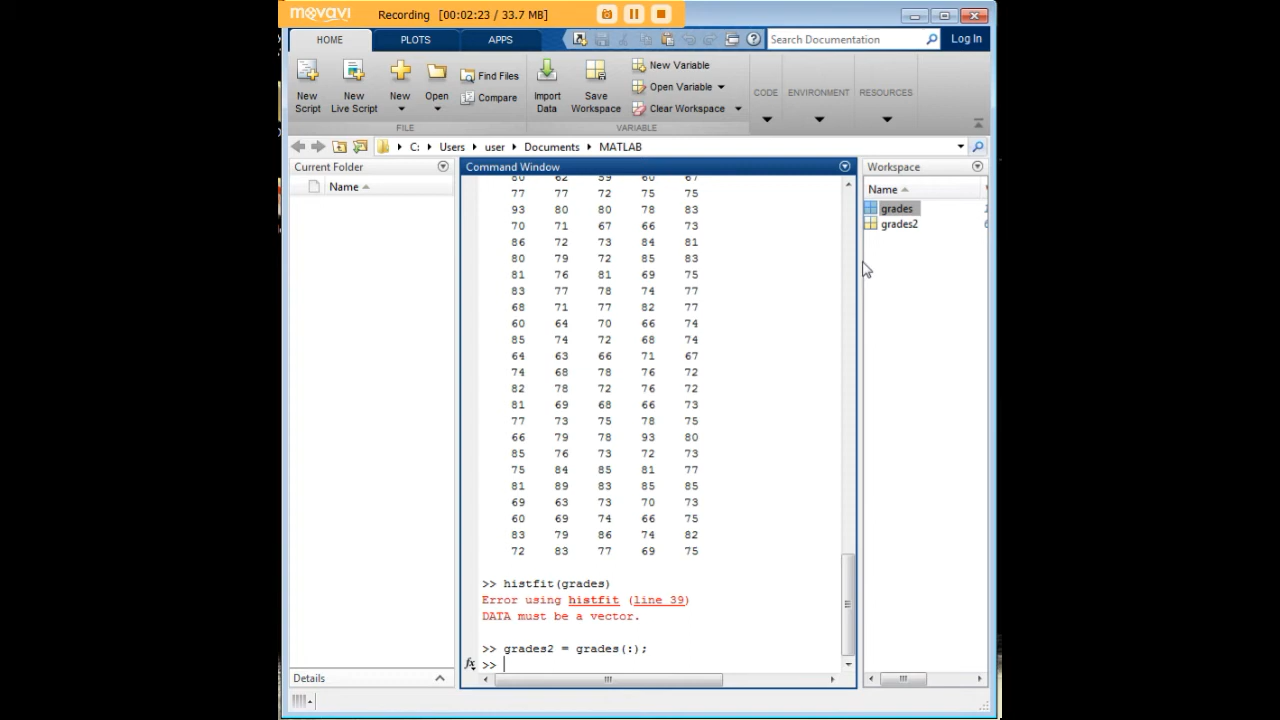 movavi Recording [00:02:23 / 33.7 MB]
HOME PLOTS APPS Search Documentation Log In
New Script New Live Script New Open Find Files Compare Import Data Save Workspace New Variable Open Variable Clear Workspace CODE ENVIRONMENT RESOURCES
FILE VARIABLE
C: Users user Documents MATLAB
Current Folder Command Window Workspace
Name
Name
grades
grades2
80 62 59 60 67
77 77 72 75 75
93 80 80 78 83
70 71 67 66 73
86 72 73 84 81
80 79 72 85 83
81 76 81 69 75
83 77 78 74 77
68 71 77 82 77
60 64 70 66 74
85 74 72 68 74
64 63 66 71 67
74 68 78 76 72
82 78 72 76 72
81 69 68 66 73
77 73 75 78 75
66 79 78 93 80
85 76 73 72 73
75 84 85 81 77
81 89 83 85 85
69 63 73 70 73
60 69 74 66 75
83 79 86 74 82
72 83 77 69 75
>> histfit(grades)
Error using histfit (line 39)
DATA must be a vector.
>> grades2 = grades(:);
fx >>
Details